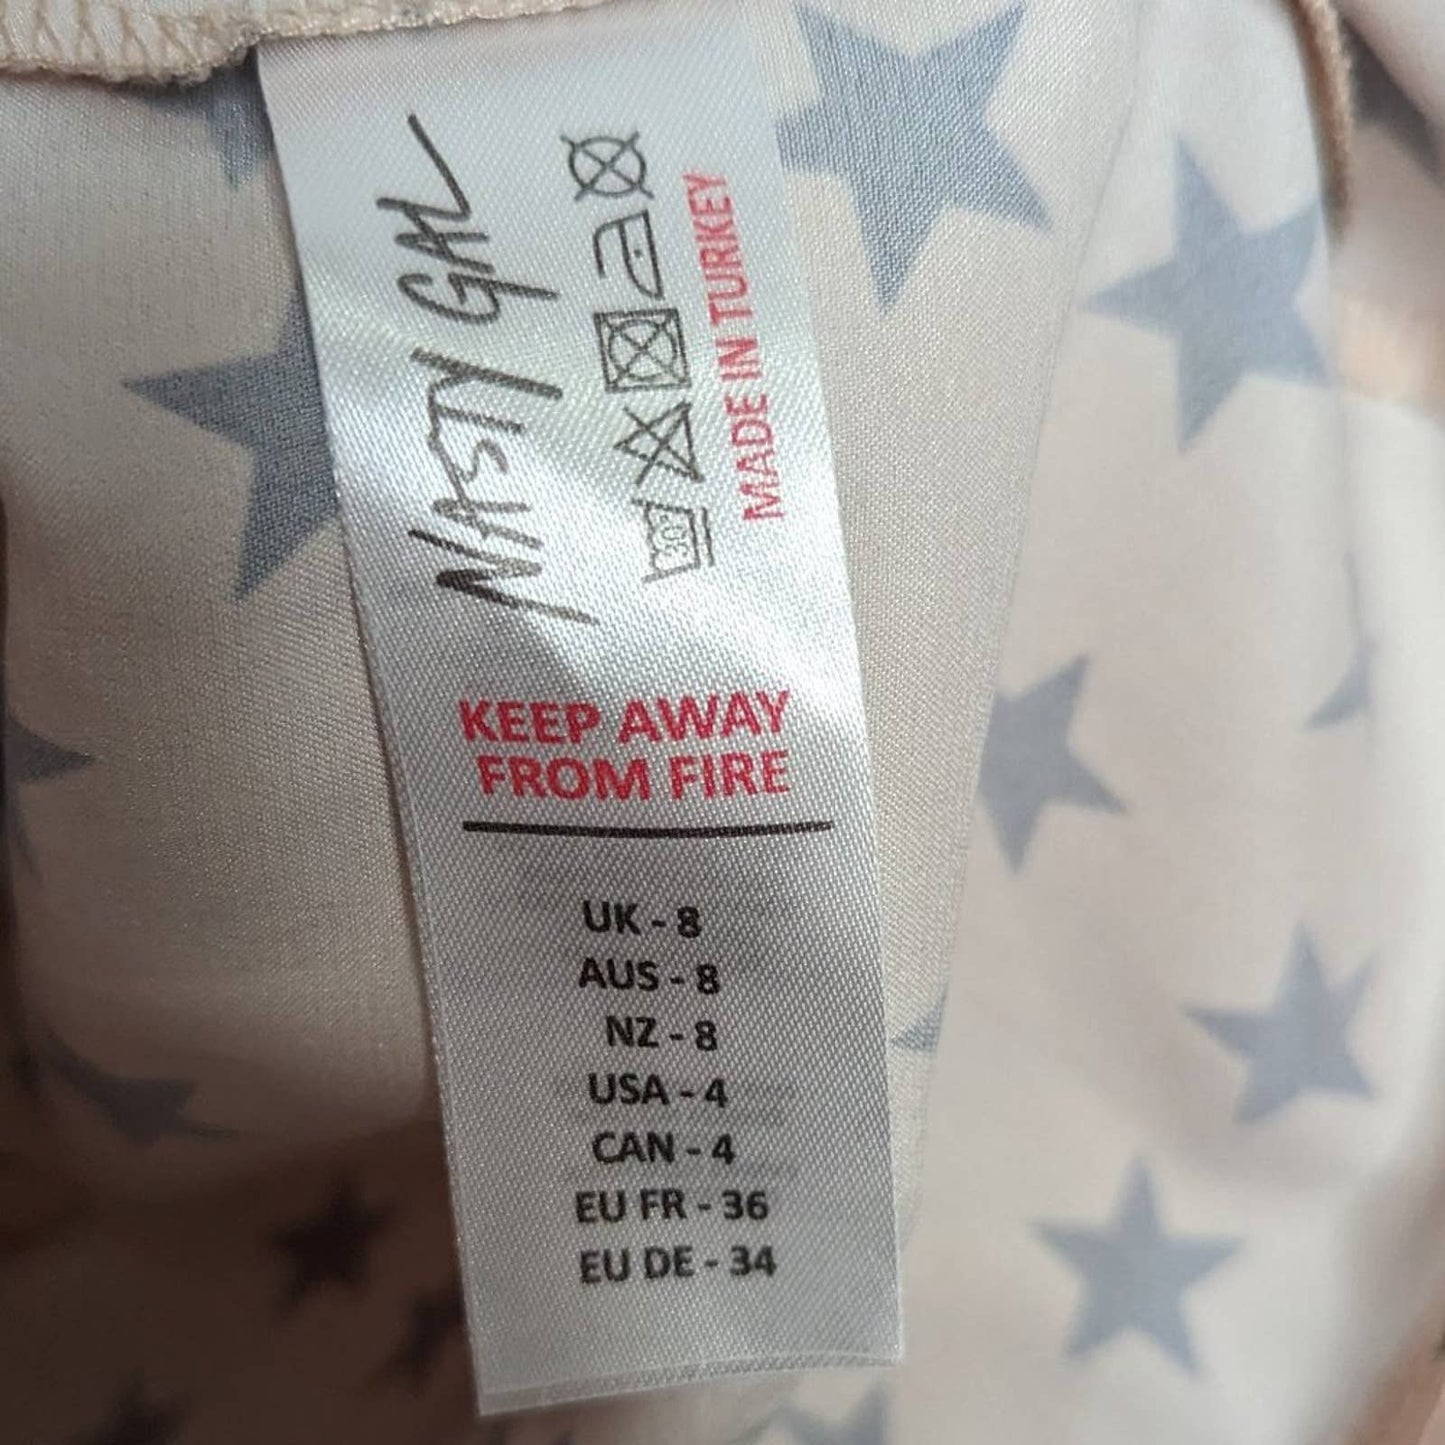 NASTY GAL
30°
MADE IN TURKEY
KEEP AWAY
FROM FIRE
UK - 8
AUS - 8
NZ - 8
USA - 4
CAN - 4
EU FR - 36
EU DE - 34